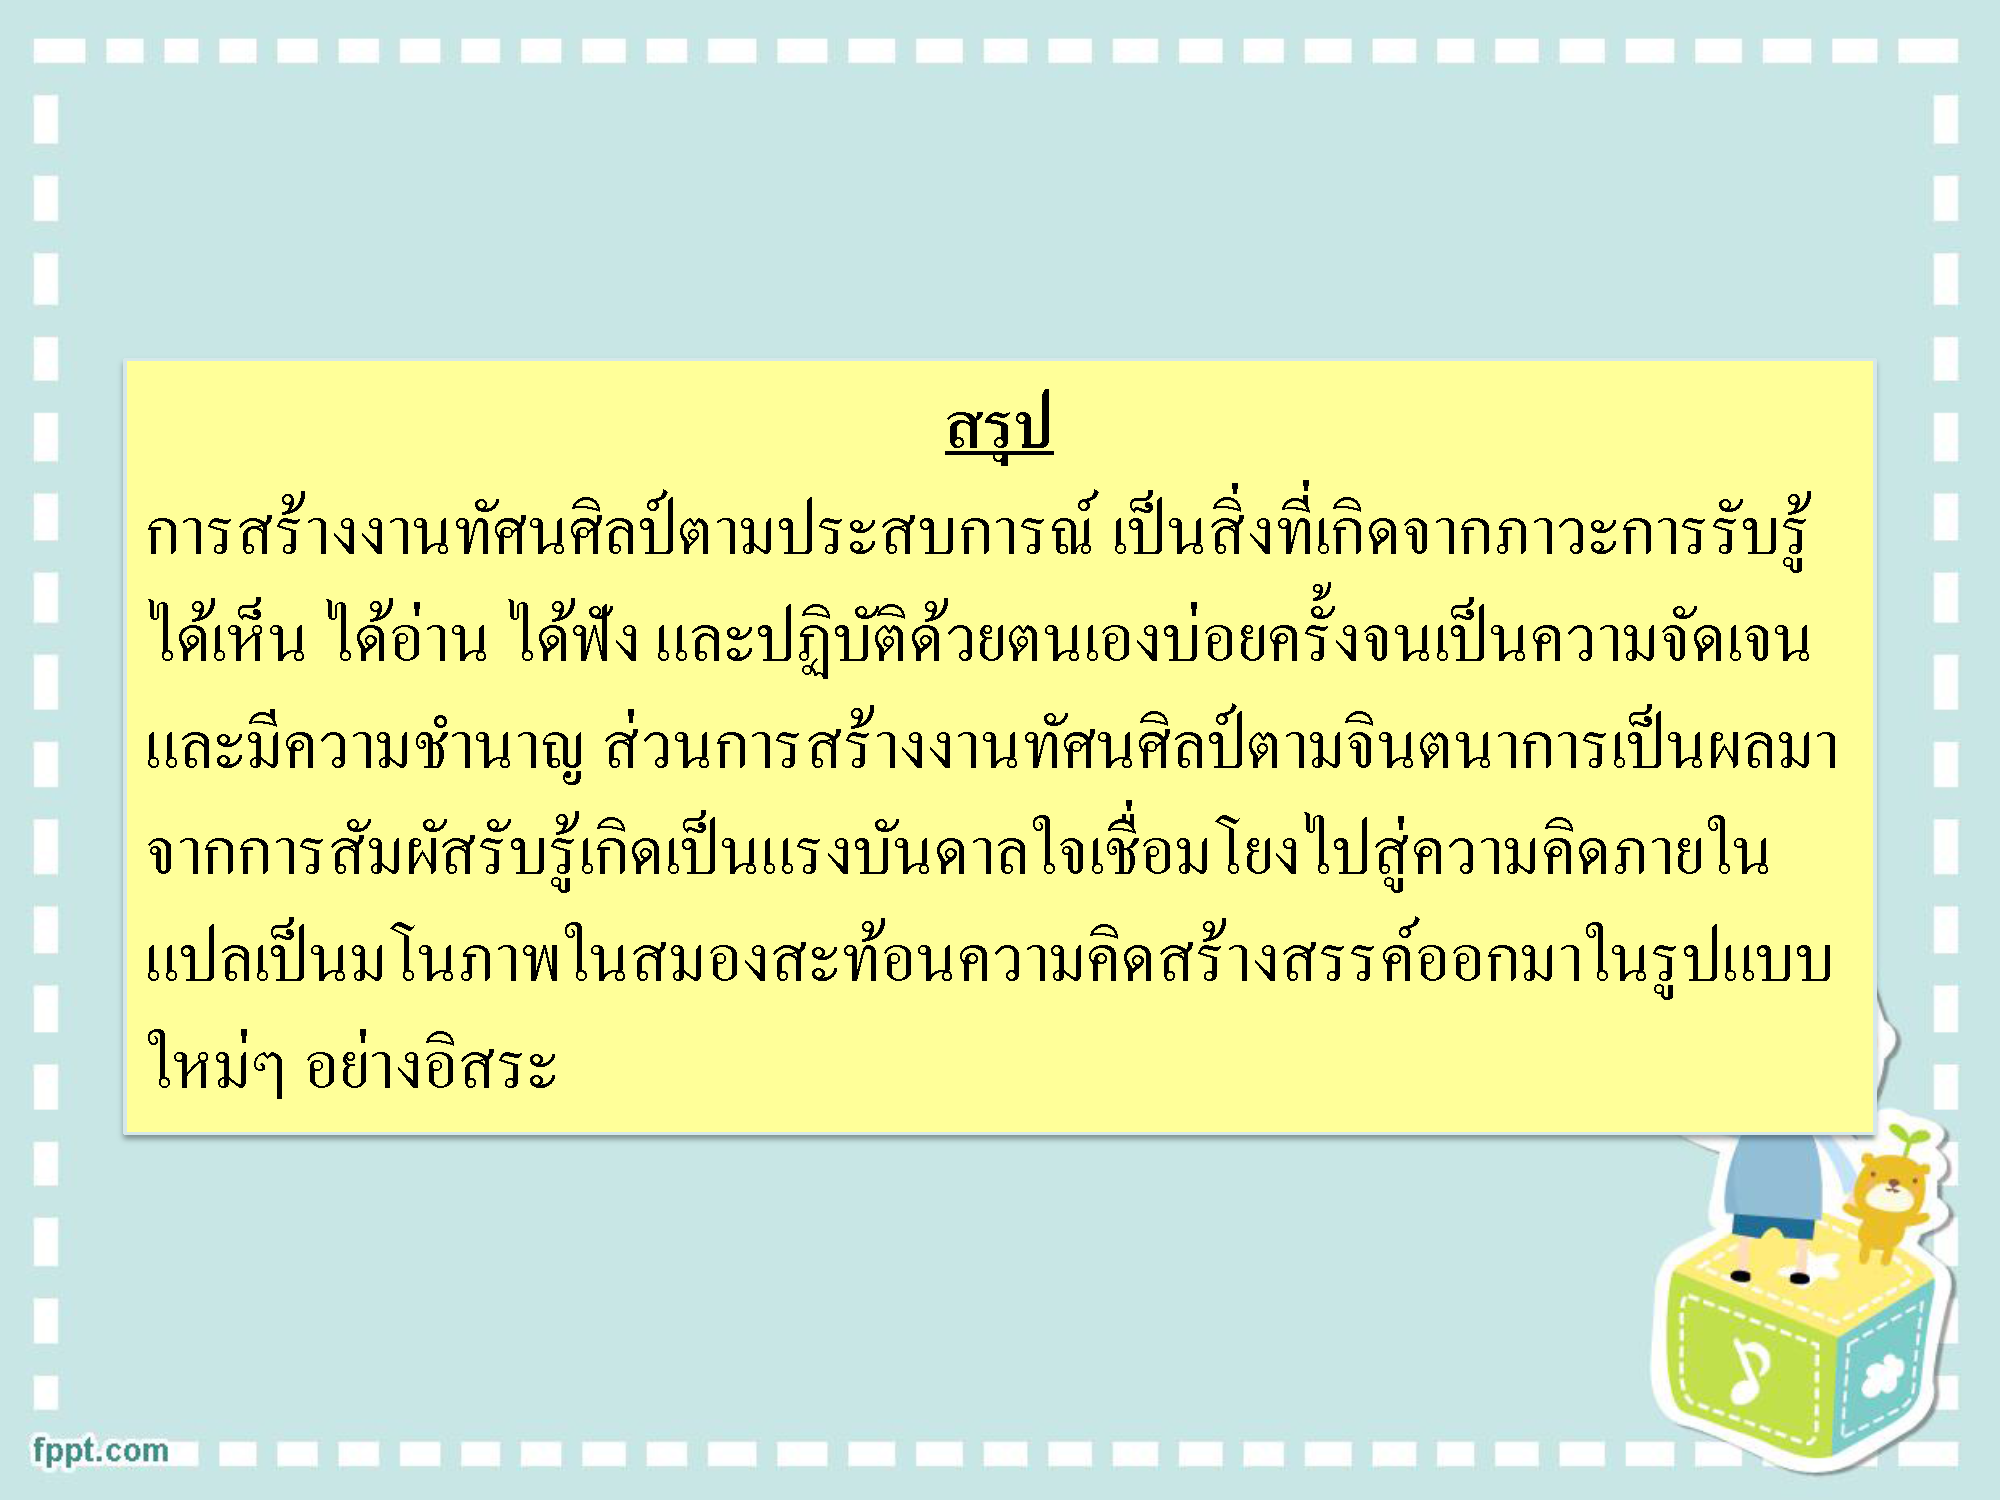 สรุป
การสร้างงานทัศนศิลป์ตามประสบการณ์ เป็นสิ่งที่เกิดจากภาวะการรับรู้
ได้เห็น ได้อ่าน ได้ฟัง และปฏิบัติด้วยตนเองบ่อยครั้งจนเป็นความจัดเจน
และมีความชำนาญ ส่วนการสร้างงานทัศนศิลป์ตามจินตนาการเป็นผลมา
จากการสัมผัสรับรู้เกิดเป็นแรงบันดาลใจเชื่อมโยงไปสู่ความคิดภายใน
แปลเป็นมโนภาพในสมองสะท้อนความคิดสร้างสรรค์ออกมาในรูปแบบ
ใหม่ๆ อย่างอิสระ
fppt.com